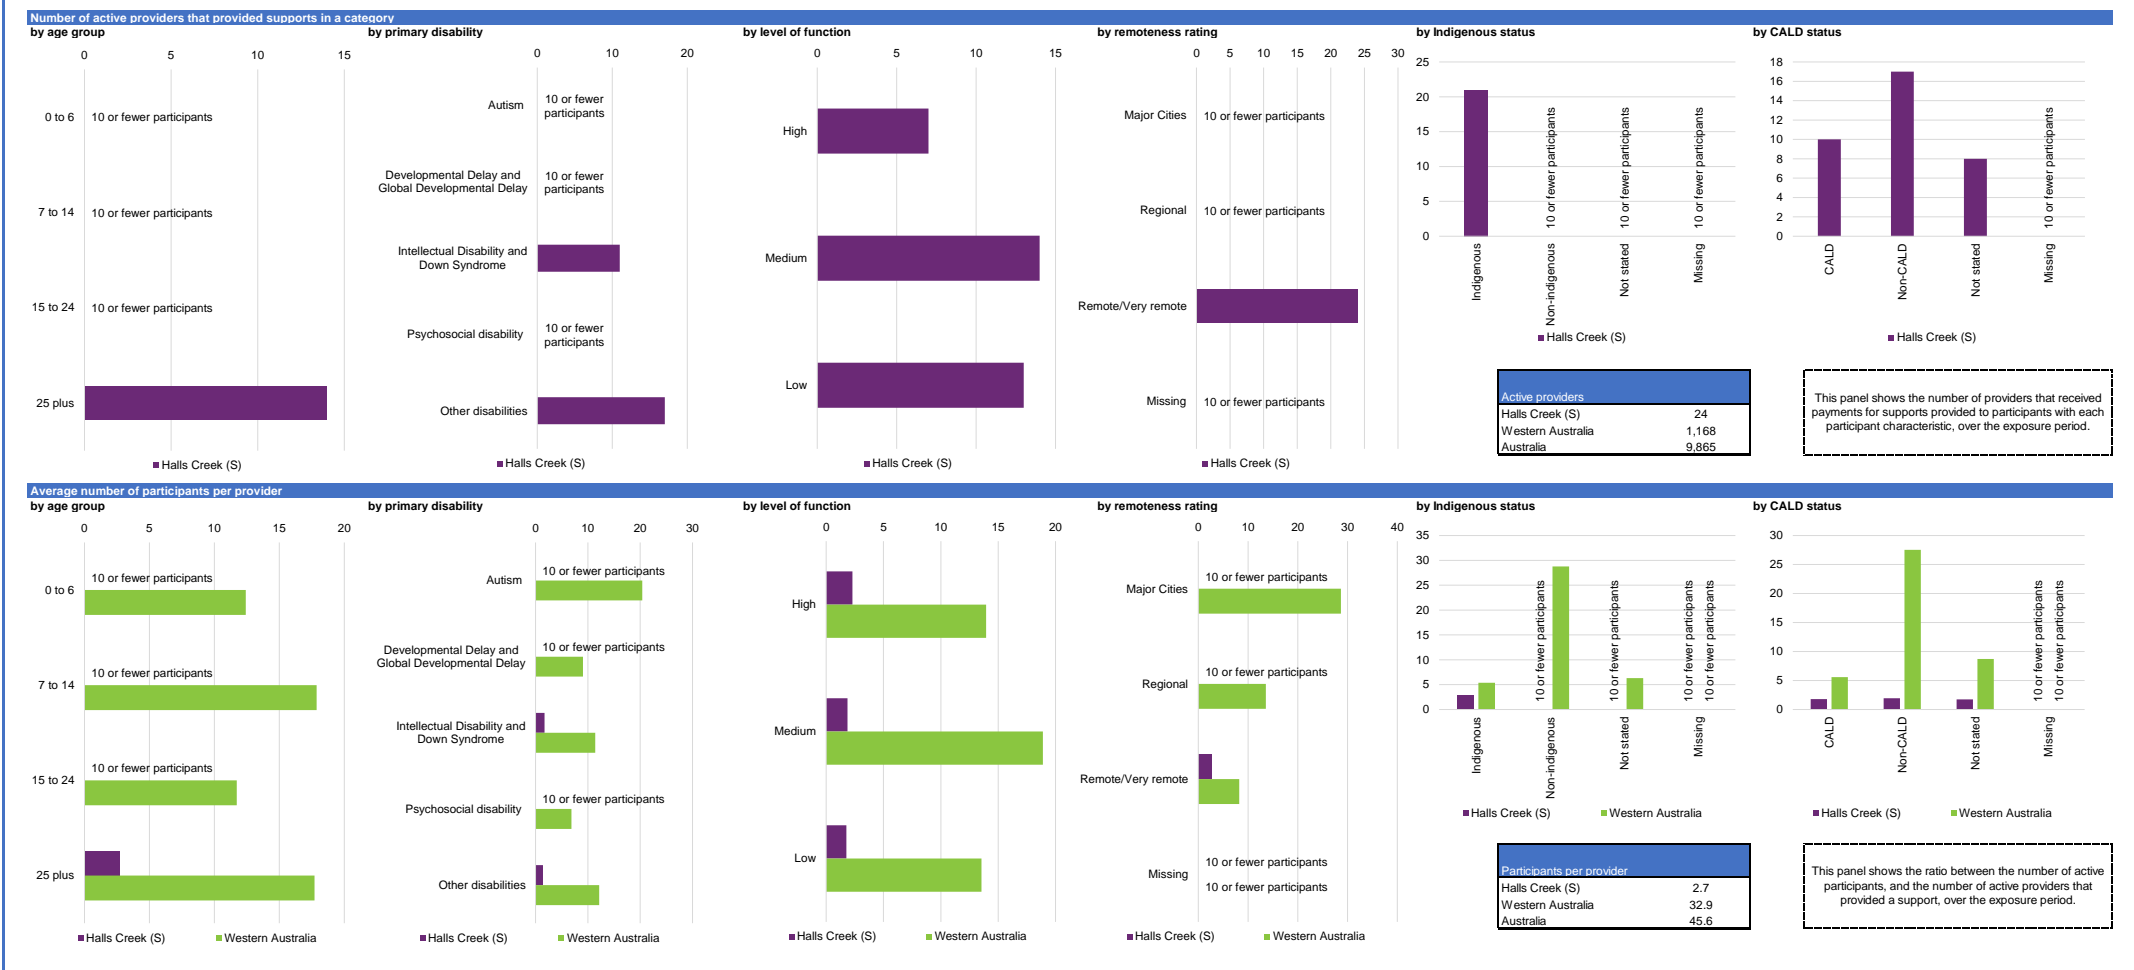 Number of active providers that provided supports in a category
by age group
0 5 10 15
0 to 6 10 or fewer participants
7 to 14 10 or fewer participants
15 to 24 10 or fewer participants
25 plus
Halls Creek (S)
by primary disability
0 10 20
Autism
10 or fewer
participants
Developmental Delay and
Global Developmental Delay
10 or fewer
participants
Intellectual Disability and
Down Syndrome
Psychosocial disability
10 or fewer
participants
Other disabilities
Halls Creek (S)
by level of function
0 5 10 15
High
Medium
Low
Halls Creek (S)
by remoteness rating
0 5 10 15 20 25 30
Major Cities 10 or fewer participants
Regional 10 or fewer participants
Remote/Very remote
Missing 10 or fewer participants
Halls Creek (S)
by Indigenous status
25
20
15
10
5
0
10 or fewer participants
10 or fewer participants
10 or fewer participants
Indigenous
Non-indigenous
Not stated
Missing
Halls Creek (S)
by CALD status
18
16
14
12
10
8
6
4
2
0
10 or fewer participants
CALD
Non-CALD
Not stated
Missing
Halls Creek (S)
Active providers
Halls Creek (S) 24
Western Australia 1,168
Australia 9,865
This panel shows the number of providers that received
payments for supports provided to participants with each
participant characteristic, over the exposure period.
Average number of participants per provider
by age group
0 5 10 15 20
0 to 6 10 or fewer participants
7 to 14 10 or fewer participants
15 to 24 10 or fewer participants
25 plus
Halls Creek (S) Western Australia
by primary disability
0 10 20 30
Autism 10 or fewer participants
Developmental Delay and
Global Developmental Delay
10 or fewer participants
Intellectual Disability and
Down Syndrome
Psychosocial disability 10 or fewer participants
Other disabilities
Halls Creek (S) Western Australia
by level of function
0 5 10 15 20
High
Medium
Low
Halls Creek (S) Western Australia
by remoteness rating
0 10 20 30 40
Major Cities 10 or fewer participants
Regional 10 or fewer participants
Remote/Very remote
Missing 10 or fewer participants
10 or fewer participants
Halls Creek (S) Western Australia
by Indigenous status
35
30
25
20
15
10
5
0
10 or fewer participants
10 or fewer participants
10 or fewer participants
10 or fewer participants
Indigenous
Non-indigenous
Not stated
Missing
Halls Creek (S) Western Australia
by CALD status
30
25
20
15
10
5
0
10 or fewer participants
10 or fewer participants
CALD
Non-CALD
Not stated
Missing
Halls Creek (S) Western Australia
Participants per provider
Halls Creek (S) 2.7
Western Australia 32.9
Australia 45.6
This panel shows the ratio between the number of active
participants, and the number of active providers that
provided a support, over the exposure period.